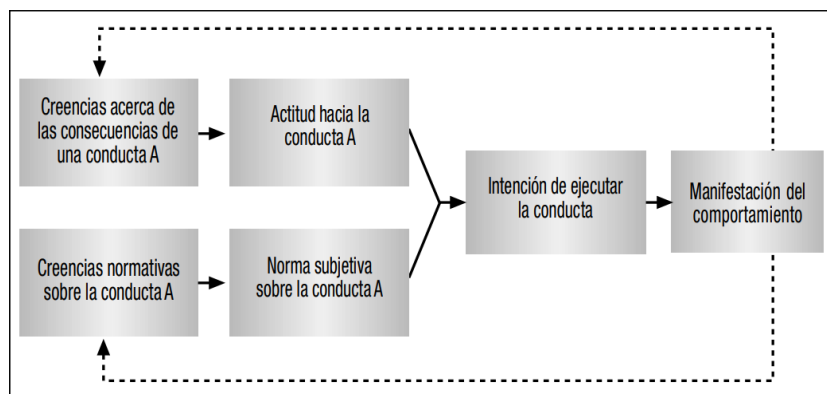 Creencias acerca de
las consecuencias de
una conducta A
Actitud hacia la
conducta A
Intención de ejecutar
la conducta
Manifestación del
comportamiento
Creencias normativas
sobre la conducta A
Norma subjetiva
sobre la conducta A